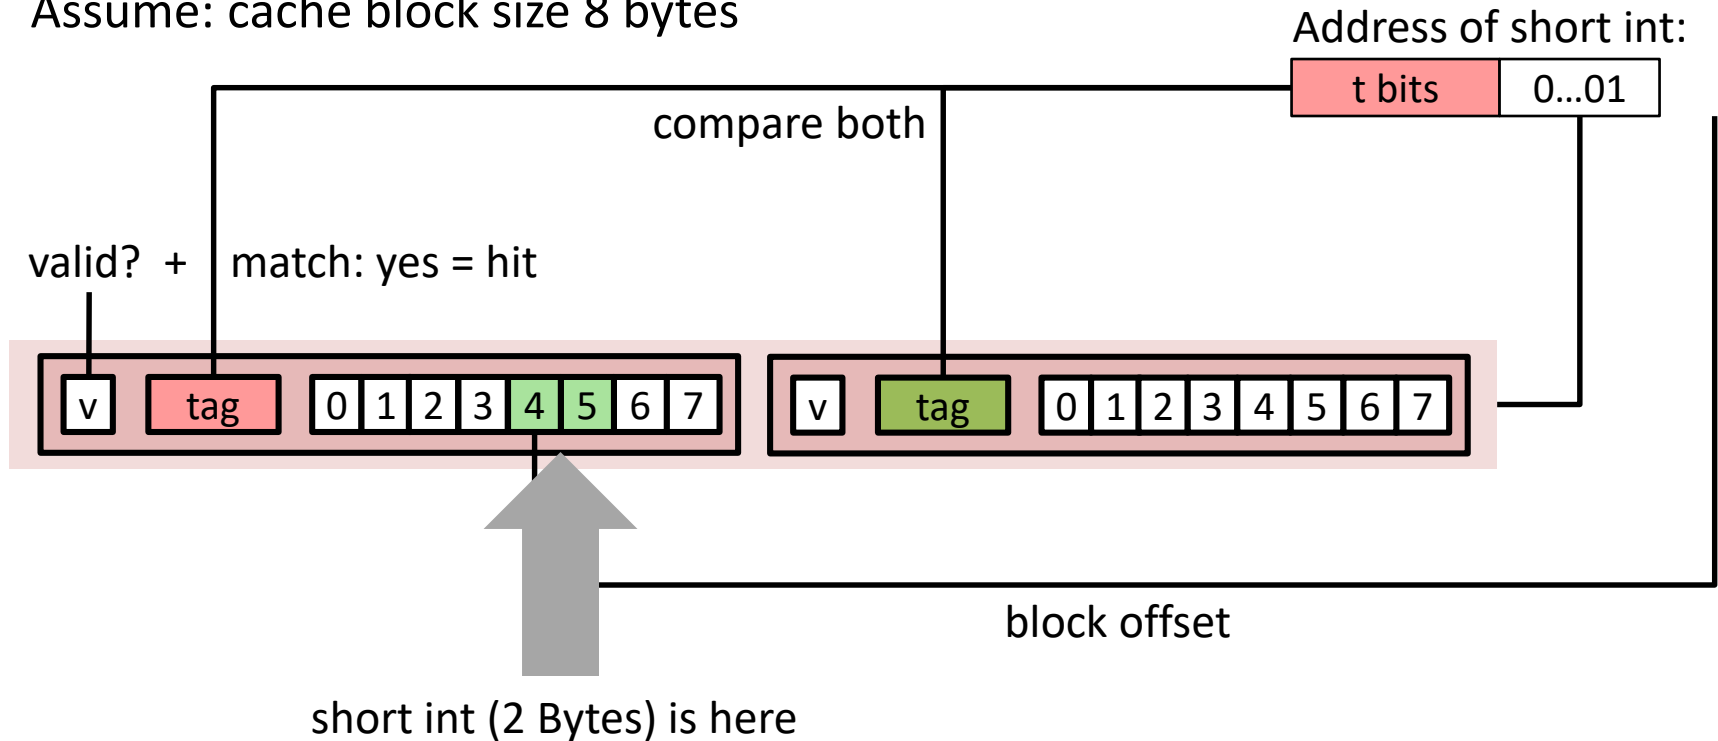 Assume: cache block size 8 bytes
Address of short int:
t bits 0...01
compare both
valid? + match: yes = hit
v tag 0 1 2 3 4 5 6 7 v tag 0 1 2 3 4 5 6 7
block offset
short int (2 Bytes) is here